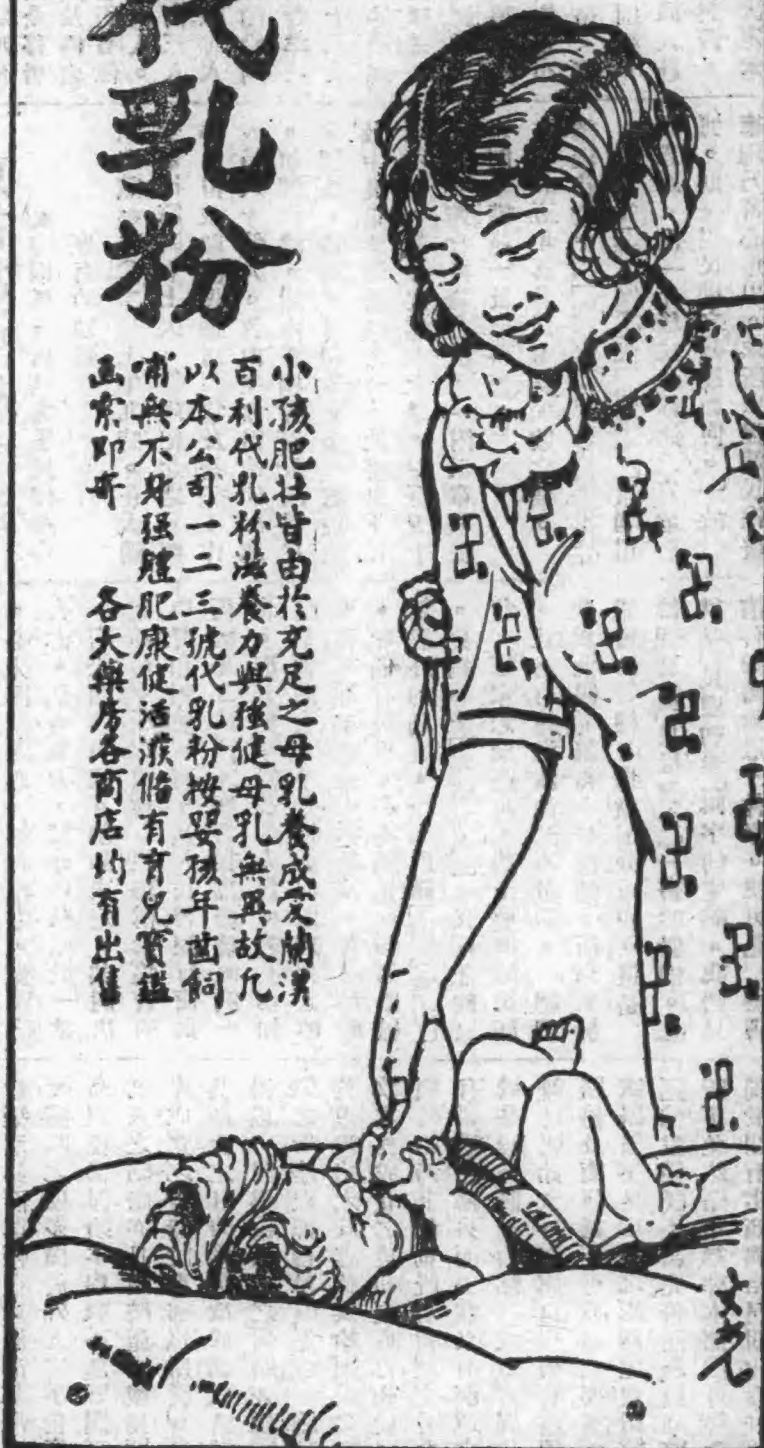 代乳粉
小孩肥壯皆由於充足之母乳養成愛蘭漢
百利代乳粉滋養力與強健母乳無異故凡
以本公司一二三號代乳粉按嬰孩年齒飼
哺無不身强體肥康健活潑俻有育兒寶鑑
函索即寄 各大藥房各商店均有出售